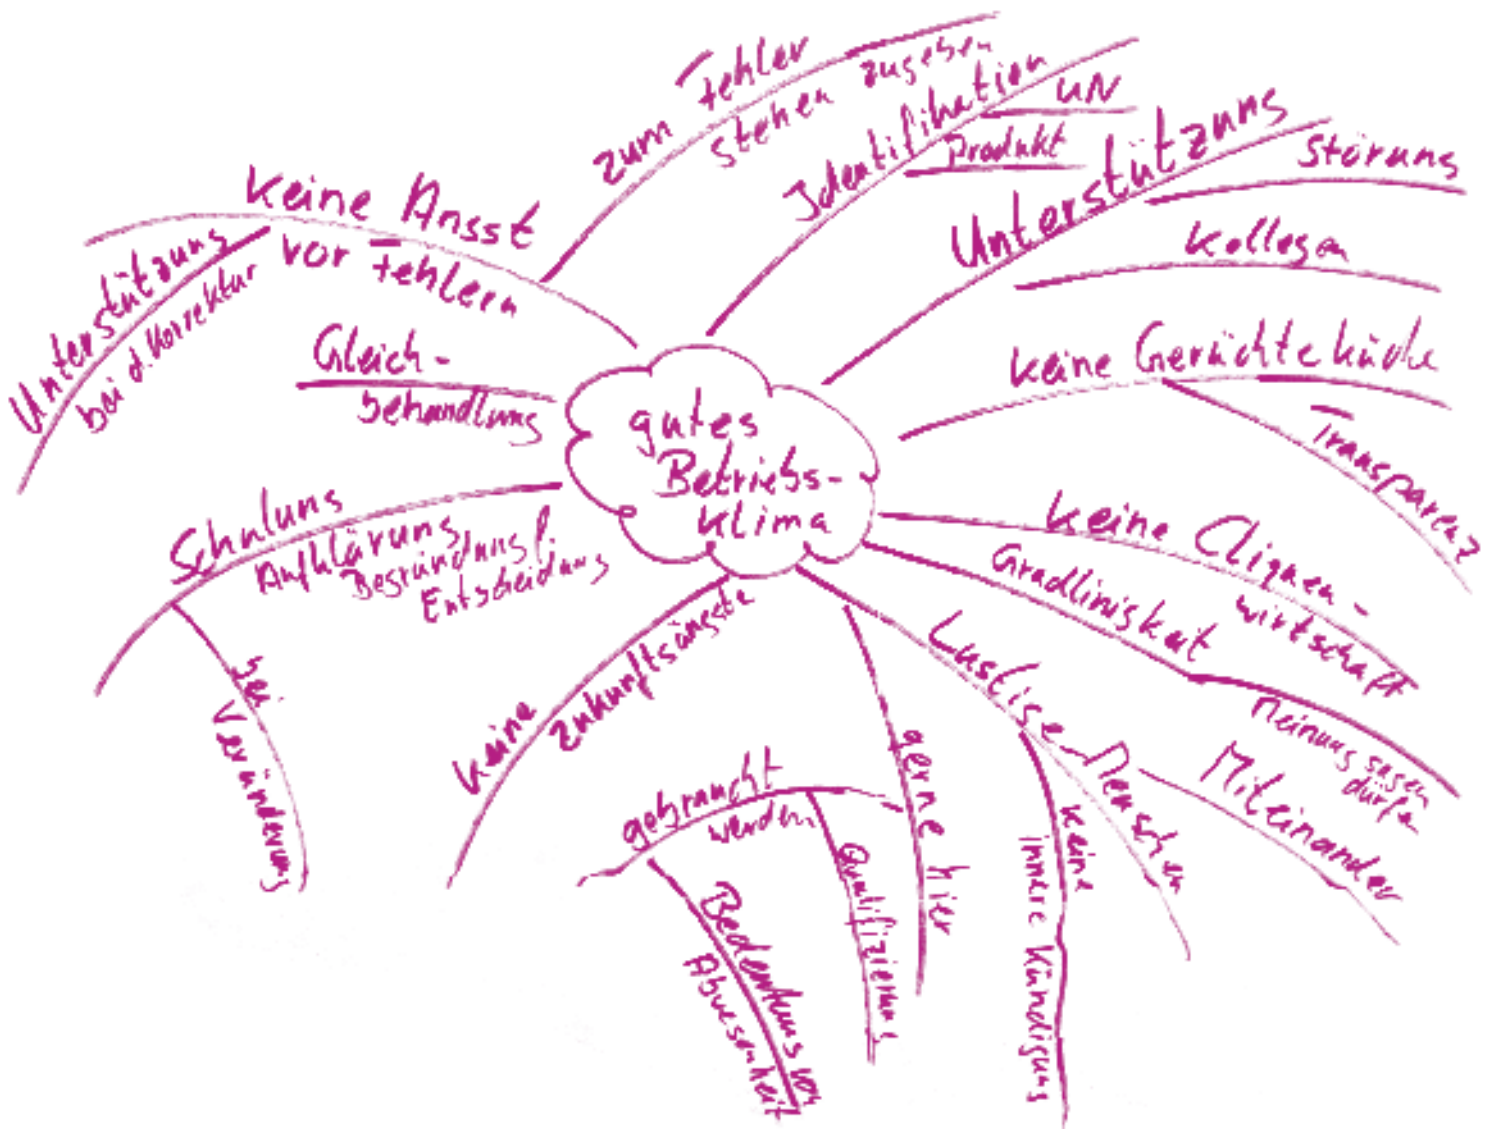 gutes
Betriebs-
Klima
keine Angst
vor Fehlern
Unterstützung
bei d. Korrektur
zum Fehler
stehen zugeben
Identifikation
UN
Produkt
Unterstützung
Störung
Kollegen
keine Gerüchteküche
Transparenz
keine Cliquen-
wirtschaft
Gradlinigkeit
Meinung sagen
dürfen
Lustige Menschen
Miteinander
keine
innere Kündigung
gerne hier
gebraucht
werden
Qualifizierung
Bedeutung von
Abwesenheit
keine
Zukunftsängste
Schulung
Aufklärung
Begründung f.
Entscheidung
bei
Veränderung
Gleich-
behandlung